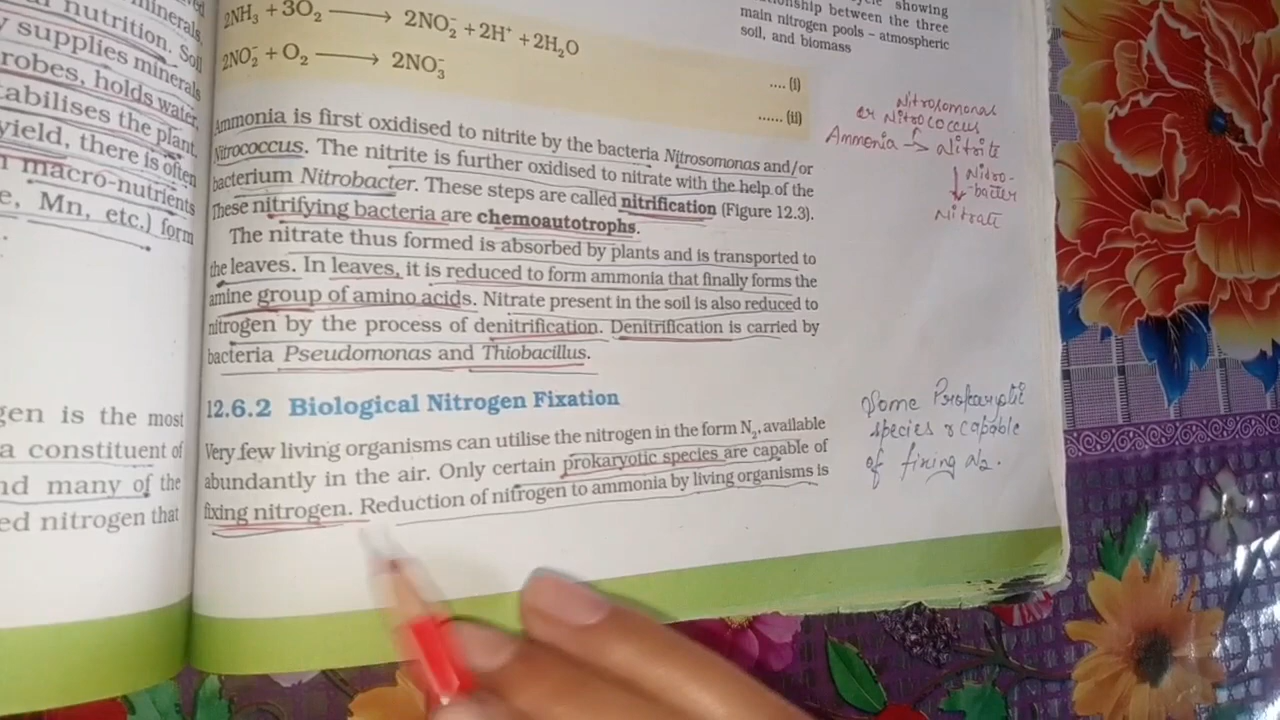 minerals.
nutrition. Soil
supplies minerals
robes, holds water,
tabilises the plant.
yield, there is often
macro-nutrients
e, Mn, etc.) form
gen is the most
a constituent of
nd many of the
ed nitrogen that
2NH₃ + 3O₂ ⟶ 2NO₂⁻ + 2H⁺ + 2H₂O
.... (i)
2NO₂⁻ + O₂ ⟶ 2NO₃⁻
...... (ii)
Ammonia is first oxidised to nitrite by the bacteria Nitrosomonas and/or
Nitrococcus. The nitrite is further oxidised to nitrate with the help of the
bacterium Nitrobacter. These steps are called nitrification (Figure 12.3).
These nitrifying bacteria are chemoautotrophs.
The nitrate thus formed is absorbed by plants and is transported to
the leaves. In leaves, it is reduced to form ammonia that finally forms the
amine group of amino acids. Nitrate present in the soil is also reduced to
nitrogen by the process of denitrification. Denitrification is carried by
bacteria Pseudomonas and Thiobacillus.
12.6.2 Biological Nitrogen Fixation
Very few living organisms can utilise the nitrogen in the form N₂, available
abundantly in the air. Only certain prokaryotic species are capable of
fixing nitrogen. Reduction of nitrogen to ammonia by living organisms is
showing
between the three
main nitrogen pools – atmospheric
soil, and biomass
Nitrosomonas
or Nitrococcus
Ammonia → Nitrite
↓ Nitro-
-bacter
Nitrate
Some Prokaryotic
species capable
of fixing N₂.